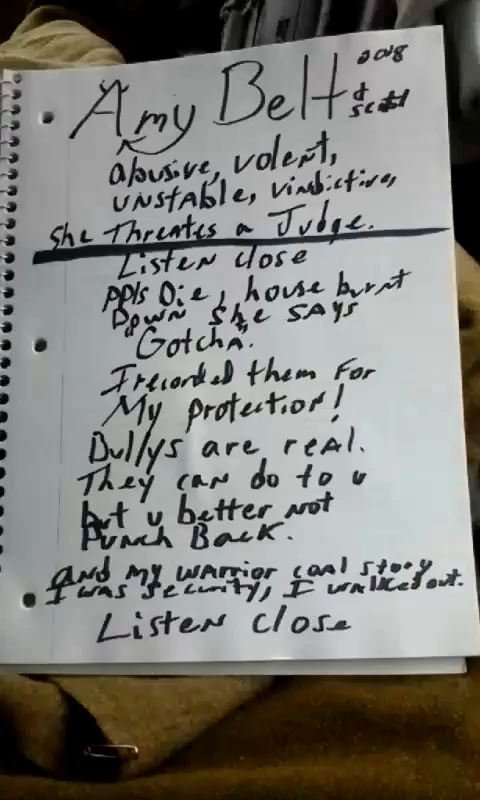 2018
Amy Belt &
scott
abusive, volent,
unstable, vindictive,
She Threates a Judge.
Listen close
ppls Die, house burnt
Down she says
"Gotcha".
I recorded them for
My protection!
Bullys are real.
They can do to u
but u better not
Punch Back.
and my warrior coal story
I was security, I walked out.
Listen close